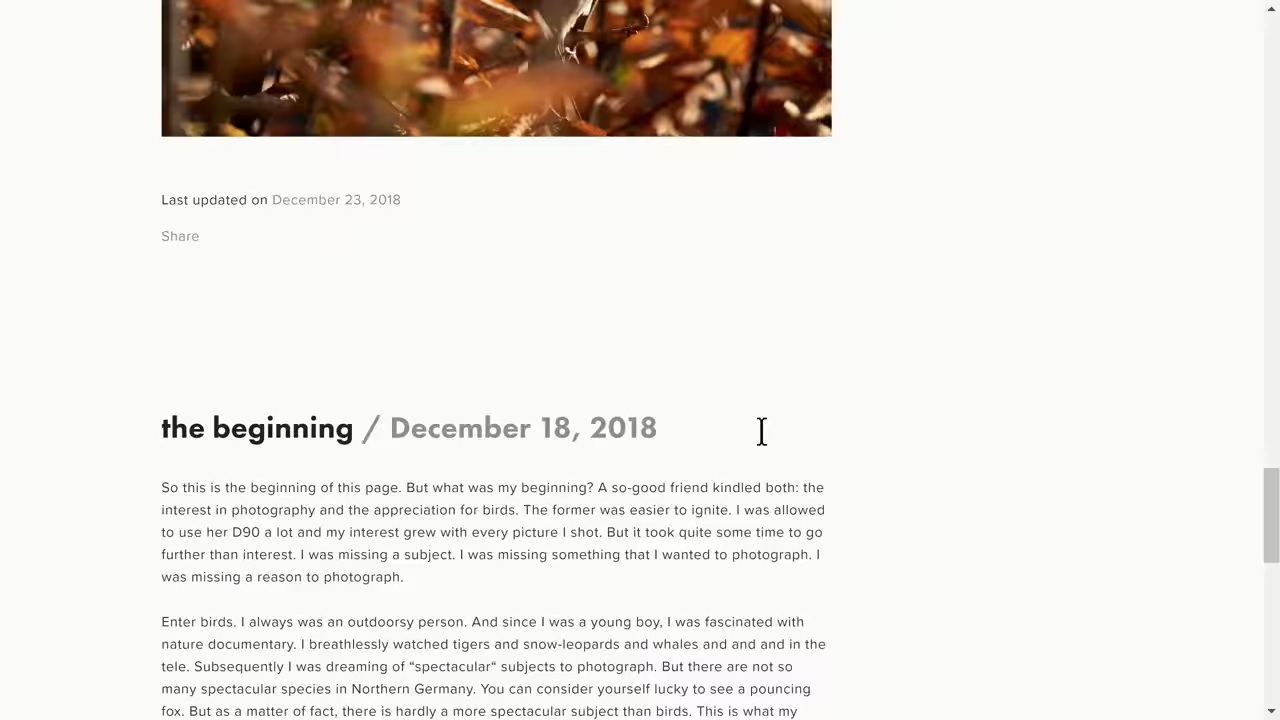 Last updated on December 23, 2018
Share
the beginning / December 18, 2018
So this is the beginning of this page. But what was my beginning? A so-good friend kindled both: the
interest in photography and the appreciation for birds. The former was easier to ignite. I was allowed
to use her D90 a lot and my interest grew with every picture I shot. But it took quite some time to go
further than interest. I was missing a subject. I was missing something that I wanted to photograph. I
was missing a reason to photograph.
Enter birds. I always was an outdoorsy person. And since I was a young boy, I was fascinated with
nature documentary. I breathlessly watched tigers and snow-leopards and whales and and and in the
tele. Subsequently I was dreaming of “spectacular“ subjects to photograph. But there are not so
many spectacular species in Northern Germany. You can consider yourself lucky to see a pouncing
fox. But as a matter of fact, there is hardly a more spectacular subject than birds. This is what my